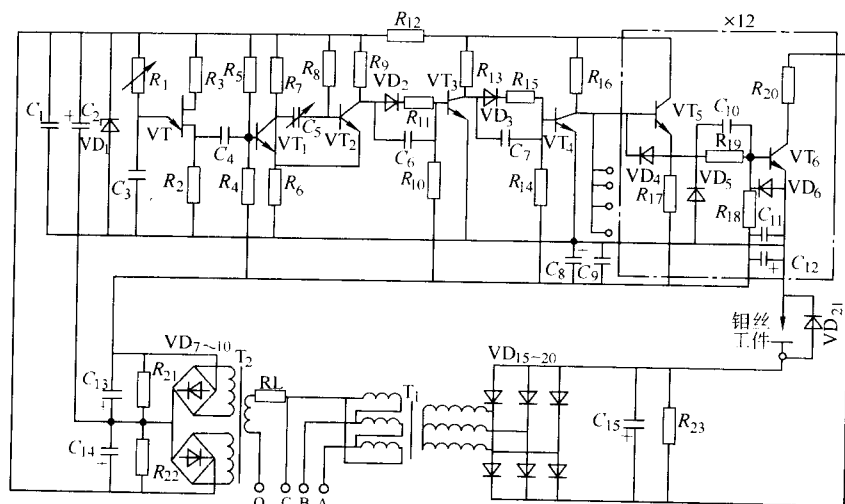 R12
×12
R1
R3
R5
R7
R8
R9
VD2
VT3
R13
R15
R16
R20
C1
C2
VD1
VT
C4
VT1
C5
VT2
R11
C6
VD3
C7
VT4
VT5
C10
R19
VT6
C3
R2
R4
R6
R10
R14
VD4
R17
VD5
VD6
R18
C11
C8
C9
C12
钼丝
工件
VD21
VD7~10
T2
RL
T1
VD15~20
C13
R21
C14
R22
C15
R23
O C B A